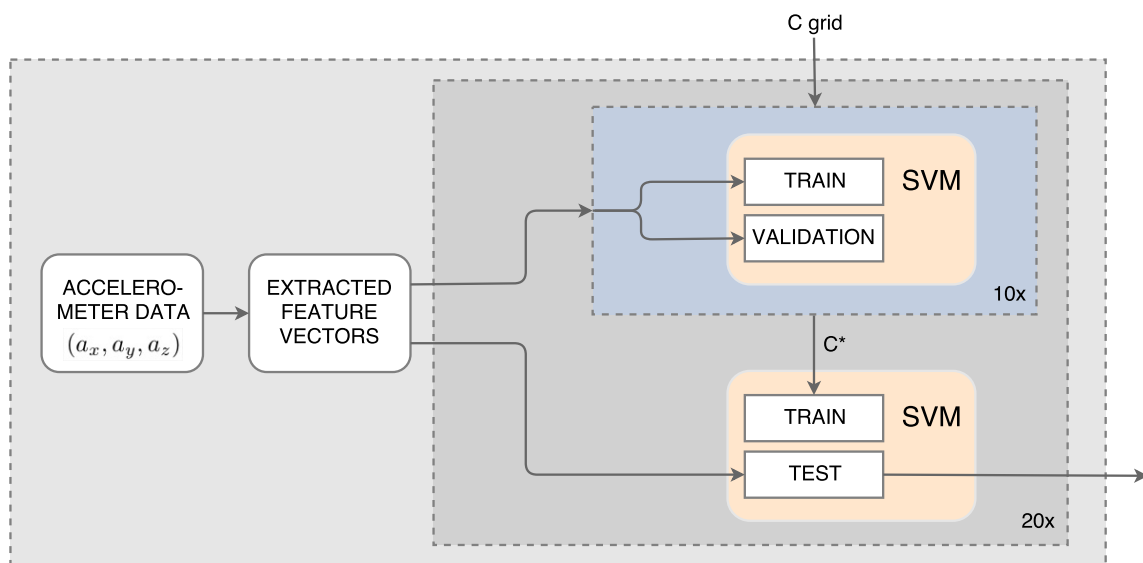 C grid
TRAIN
SVM
VALIDATION
10x
ACCELERO-
METER DATA
(a_x, a_y, a_z)
EXTRACTED
FEATURE
VECTORS
C*
TRAIN
SVM
TEST
20x